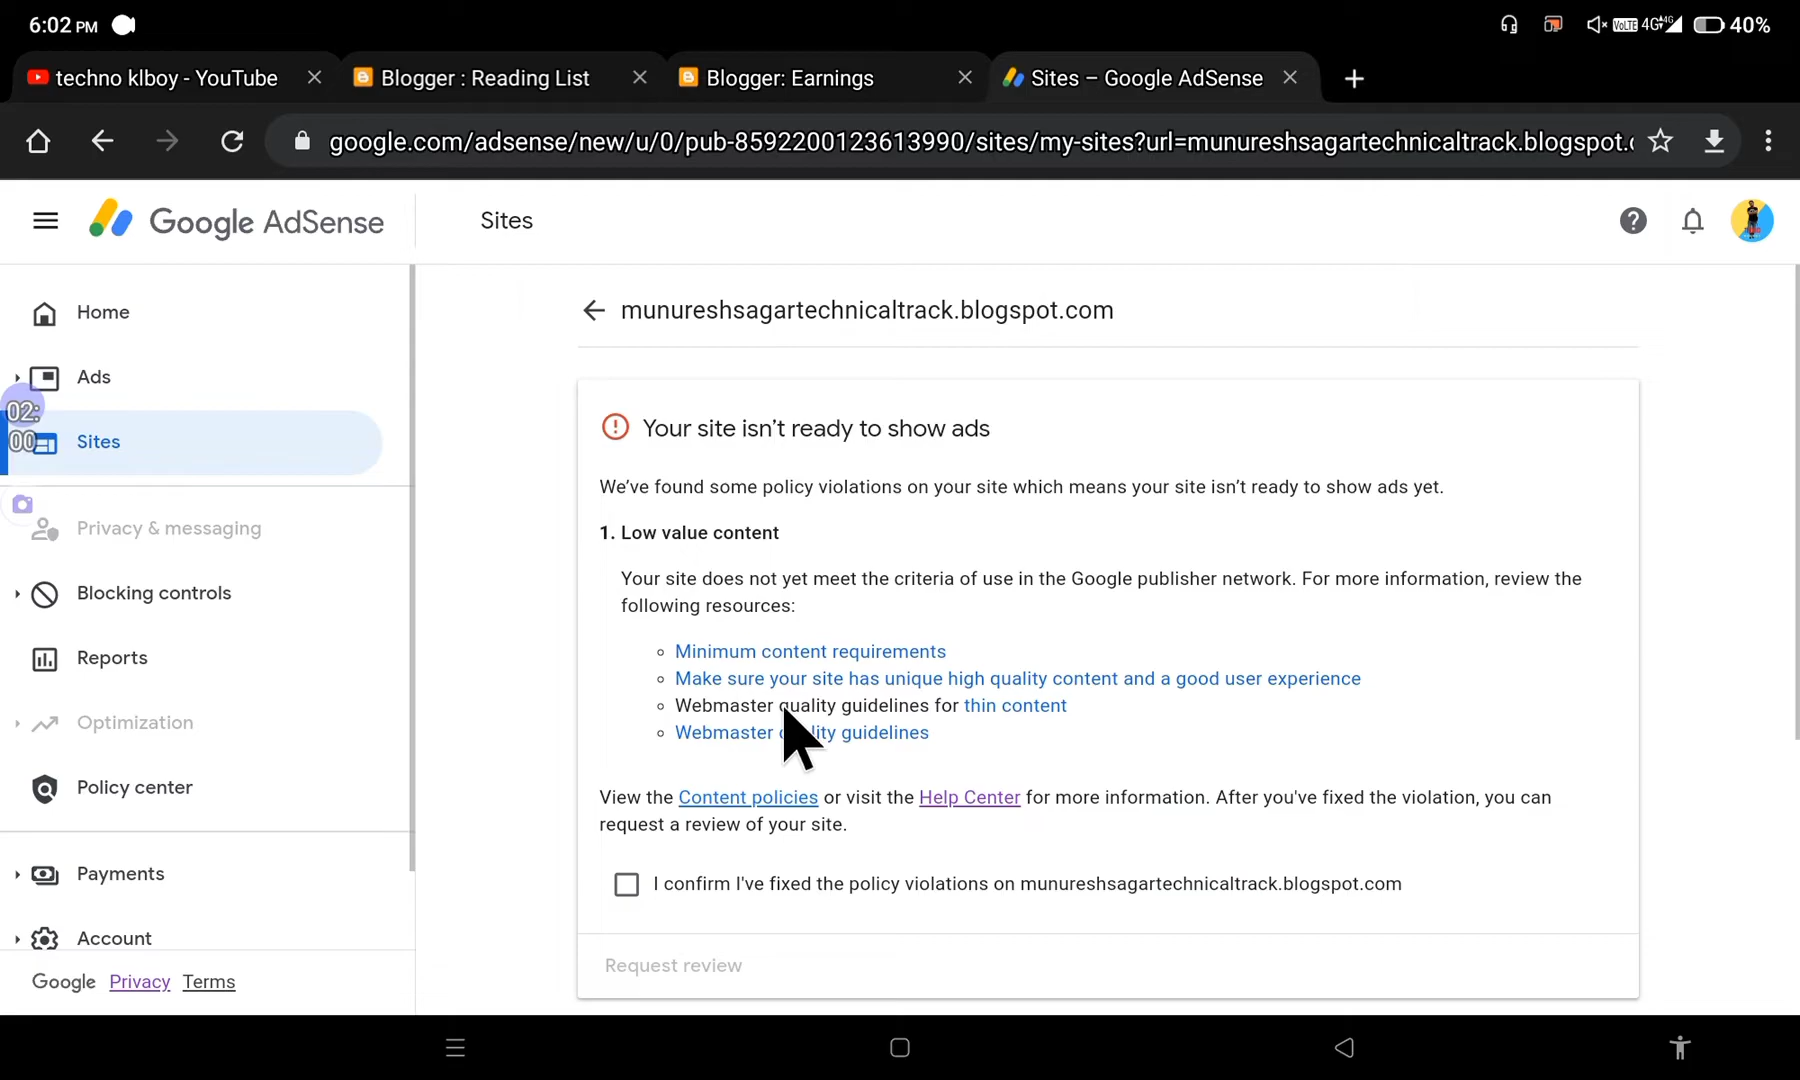 6:02 PM
VoLTE 4G 4G 40%
techno klboy - YouTube
Blogger : Reading List
Blogger: Earnings
Sites – Google AdSense
google.com/adsense/new/u/0/pub-8592200123613990/sites/my-sites?url=munureshsagartechnicaltrack.blogspot.c
Google AdSense
Sites
Home
Ads
02:
00
Sites
Privacy & messaging
Blocking controls
Reports
Optimization
Policy center
Payments
Account
Google Privacy Terms
munureshsagartechnicaltrack.blogspot.com
Your site isn't ready to show ads
We've found some policy violations on your site which means your site isn't ready to show ads yet.
1. Low value content
Your site does not yet meet the criteria of use in the Google publisher network. For more information, review the
following resources:
Minimum content requirements
Make sure your site has unique high quality content and a good user experience
Webmaster quality guidelines for thin content
Webmaster quality guidelines
View the Content policies or visit the Help Center for more information. After you've fixed the violation, you can
request a review of your site.
I confirm I've fixed the policy violations on munureshsagartechnicaltrack.blogspot.com
Request review